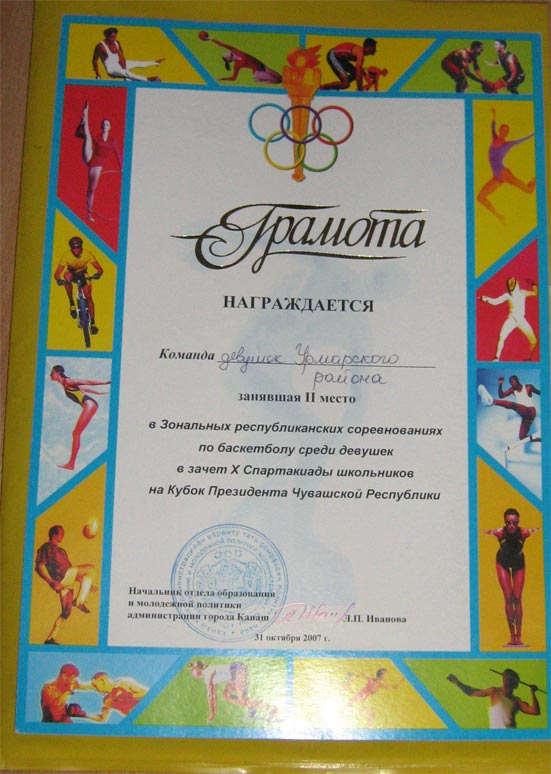 Грамота
НАГРАЖДАЕТСЯ
Команда девушек Урмарского
района
занявшая II место
в Зональных республиканских соревнованиях
по баскетболу среди девушек
в зачет X Спартакиады школьников
на Кубок Президента Чувашской Республики
Начальник отдела образования
и молодежной политики
администрации города Канаш
Л.П. Иванова
31 октября 2007 г.